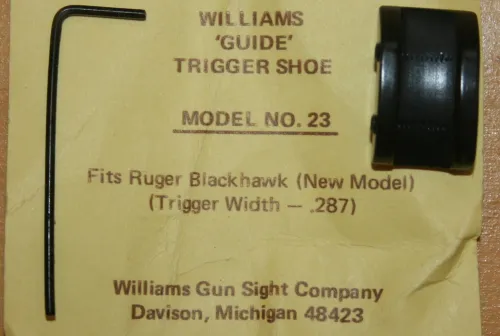 WILLIAMS
'GUIDE'
TRIGGER SHOE
MODEL NO. 23
Fits Ruger Blackhawk (New Model)
(Trigger Width — .287)
Williams Gun Sight Company
Davison, Michigan 48423